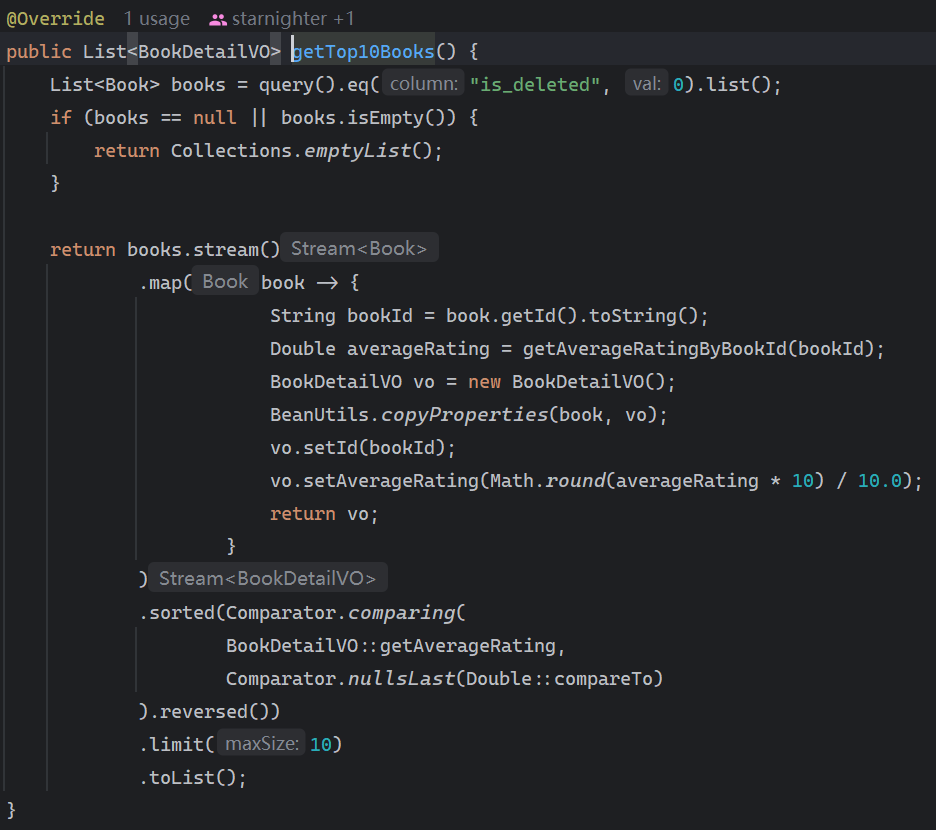 @Override 1 usage starnighter +1
public List<BookDetailVO> getTop10Books() {
List<Book> books = query().eq( column: "is_deleted", val: 0).list();
if (books == null || books.isEmpty()) {
return Collections.emptyList();
}
return books.stream() Stream<Book>
.map( Book book -> {
String bookId = book.getId().toString();
Double averageRating = getAverageRatingByBookId(bookId);
BookDetailVO vo = new BookDetailVO();
BeanUtils.copyProperties(book, vo);
vo.setId(bookId);
vo.setAverageRating(Math.round(averageRating * 10) / 10.0);
return vo;
}
) Stream<BookDetailVO>
.sorted(Comparator.comparing(
BookDetailVO::getAverageRating,
Comparator.nullsLast(Double::compareTo)
).reversed())
.limit( maxSize: 10)
.toList();
}